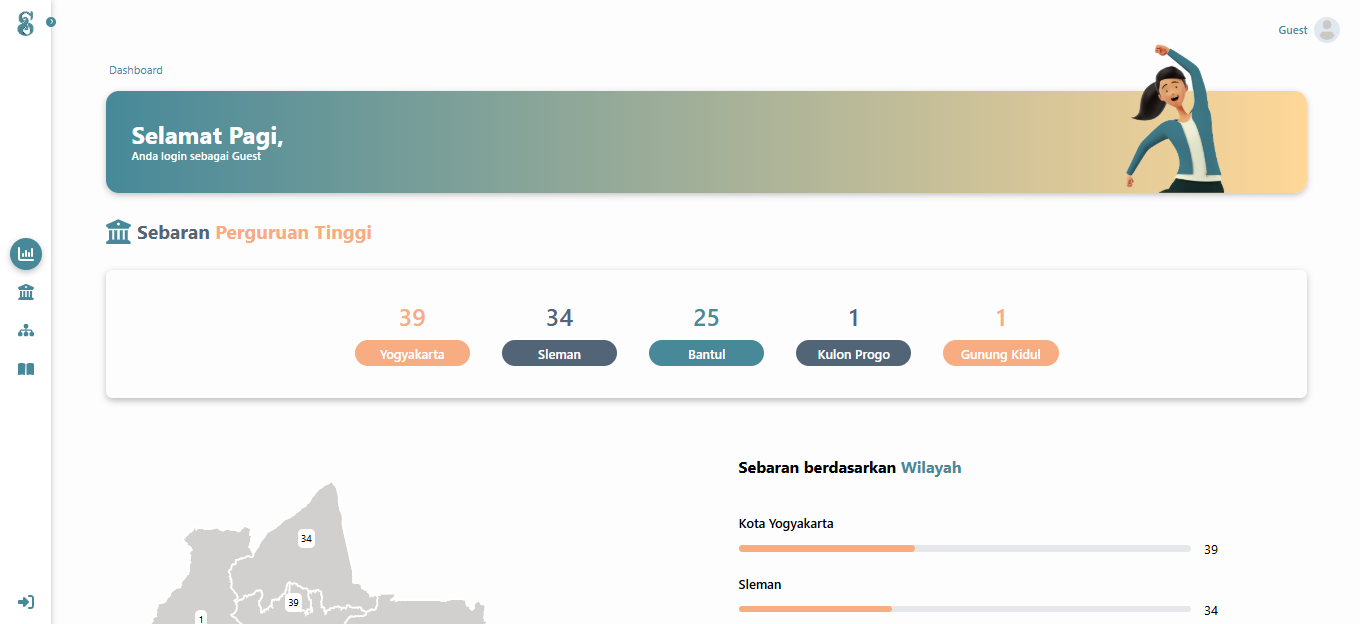 Guest
Dashboard
Selamat Pagi,
Anda login sebagai Guest
Sebaran Perguruan Tinggi
39 34 25 1 1
Yogyakarta Sleman Bantul Kulon Progo Gunung Kidul
Sebaran berdasarkan Wilayah
Kota Yogyakarta
39
Sleman
34
34
39
1